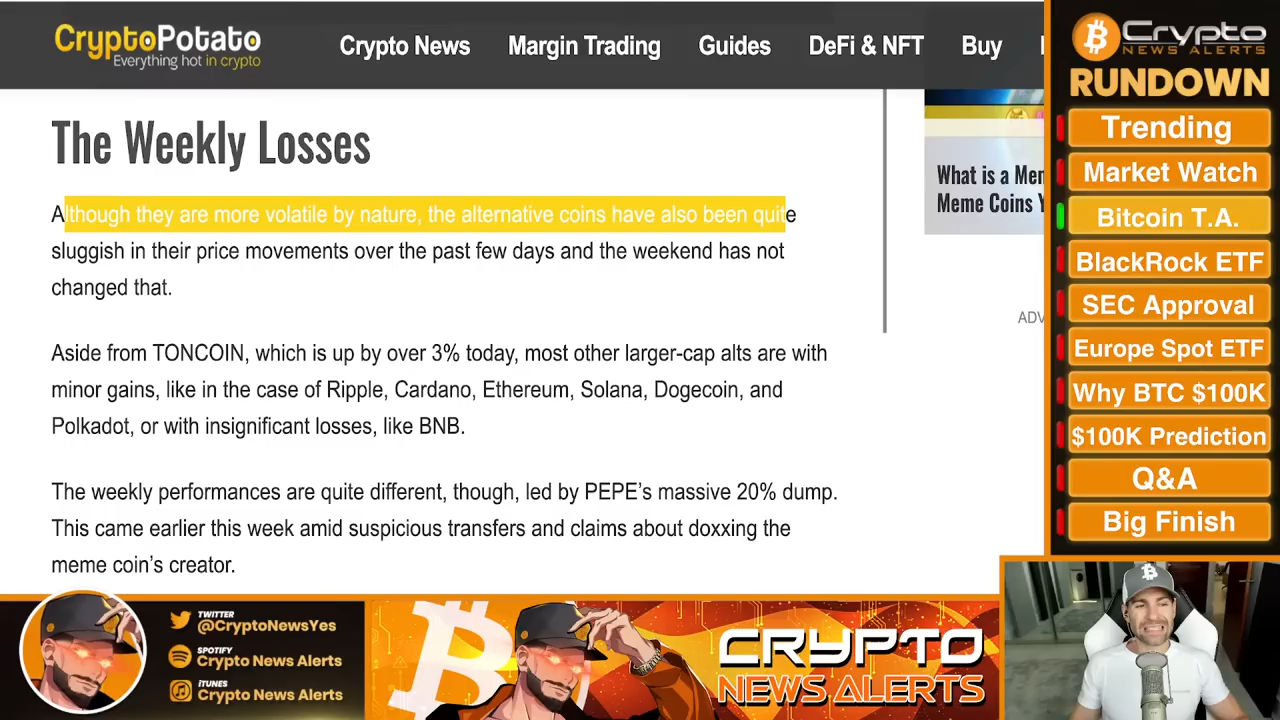 CryptoPotato
Everything hot in crypto
Crypto News Margin Trading Guides DeFi & NFT Buy
The Weekly Losses
Although they are more volatile by nature, the alternative coins have also been quite
sluggish in their price movements over the past few days and the weekend has not
changed that.
Aside from TONCOIN, which is up by over 3% today, most other larger-cap alts are with
minor gains, like in the case of Ripple, Cardano, Ethereum, Solana, Dogecoin, and
Polkadot, or with insignificant losses, like BNB.
The weekly performances are quite different, though, led by PEPE’s massive 20% dump.
This came earlier this week amid suspicious transfers and claims about doxxing the
meme coin’s creator.
What is a Mem
Meme Coins Y
ADV
Crypto
NEWS ALERTS
RUNDOWN
Trending
Market Watch
Bitcoin T.A.
BlackRock ETF
SEC Approval
Europe Spot ETF
Why BTC $100K
$100K Prediction
Q&A
Big Finish
TWITTER
@CryptoNewsYes
SPOTIFY
Crypto News Alerts
iTUNES
Crypto News Alerts
CRYPTO
NEWS ALERTS